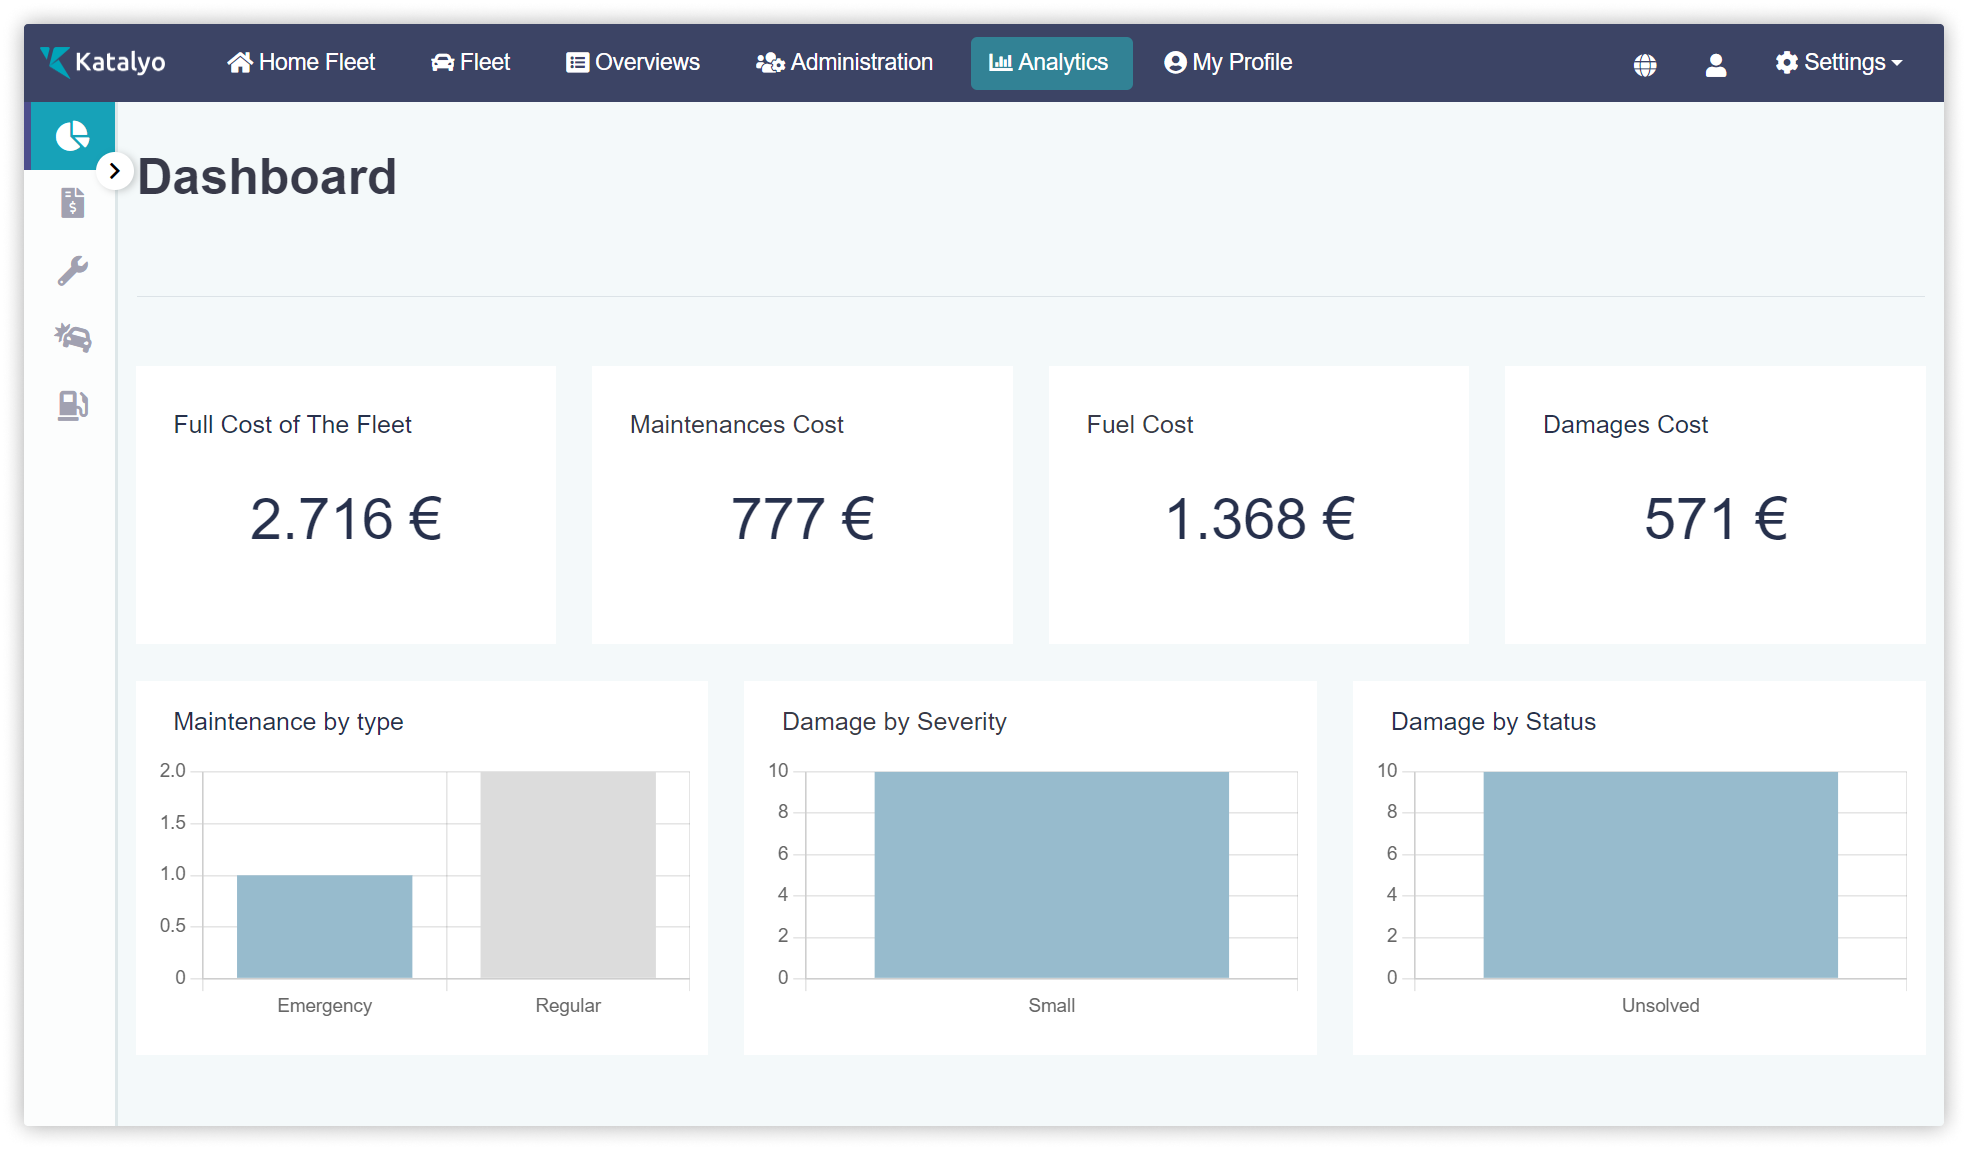 Katalyo
Home Fleet
Fleet
Overviews
Administration
Analytics
My Profile
Settings
Dashboard
$
Full Cost of The Fleet
2.716 €
Maintenances Cost
777 €
Fuel Cost
1.368 €
Damages Cost
571 €
Maintenance by type
2.0
1.5
1.0
0.5
0
Emergency
Regular
Damage by Severity
10
8
6
4
2
0
Small
Damage by Status
10
8
6
4
2
0
Unsolved